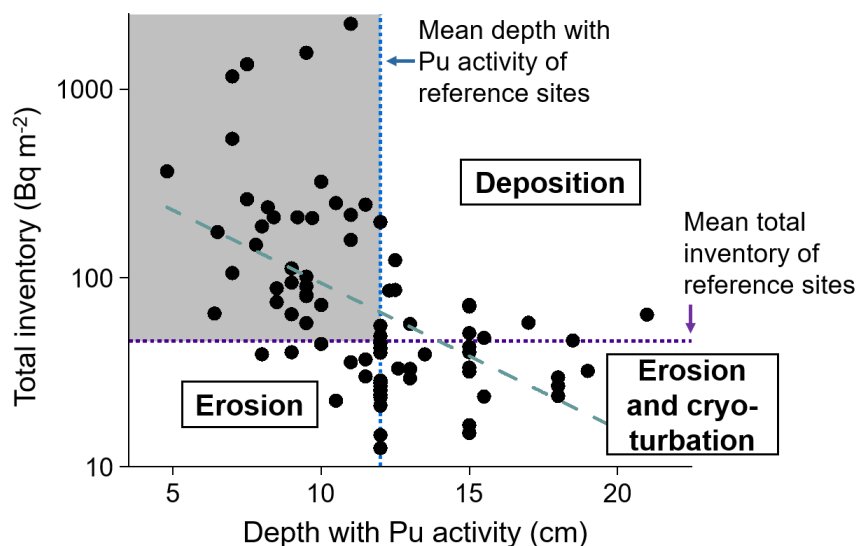 Mean depth with
Pu activity of
reference sites
1000
Deposition
Mean total
inventory of
reference sites
100
Total inventory (Bq m-2)
Erosion
Erosion
and cryo-
turbation
10
5
10
15
20
Depth with Pu activity (cm)